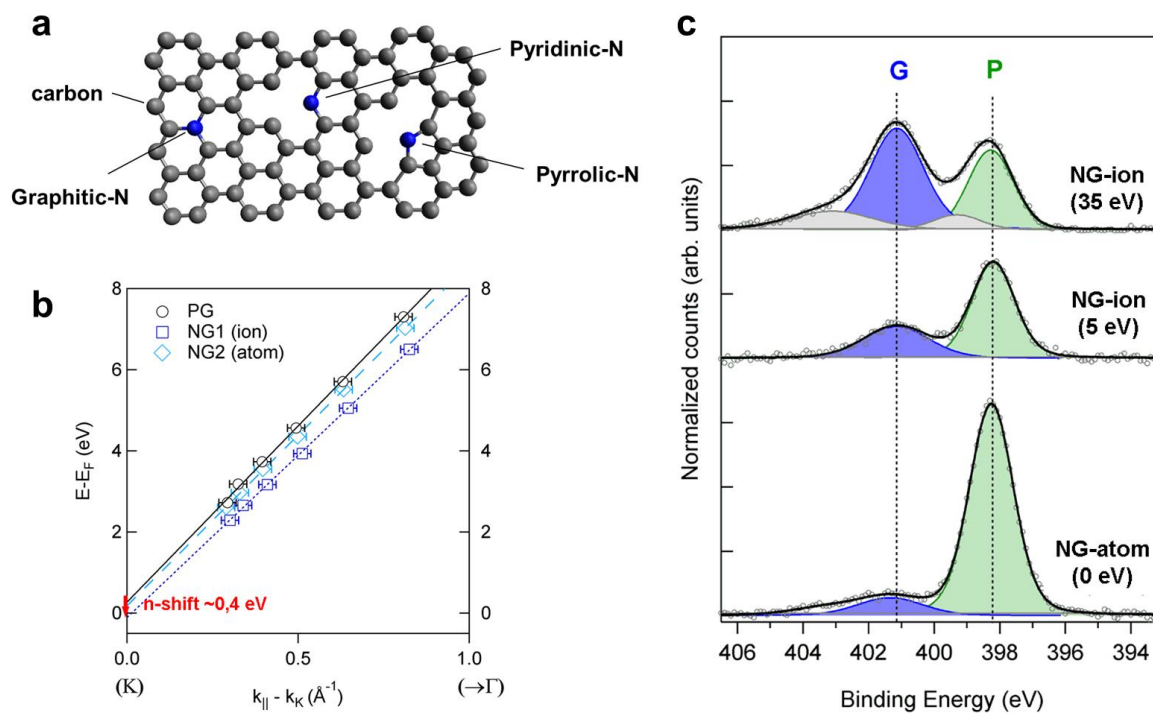 a
carbon
Graphitic-N
Pyridinic-N
Pyrrolic-N
b
8
6
4
2
0
E-E_F (eV)
PG
NG1 (ion)
NG2 (atom)
n-shift ~0,4 eV
8
6
4
2
0
0.0
0.5
1.0
(K)
k_|| - k_K (Å⁻¹)
(→Γ)
c
G
P
NG-ion
(35 eV)
NG-ion
(5 eV)
NG-atom
(0 eV)
Normalized counts (arb. units)
406
404
402
400
398
396
394
Binding Energy (eV)